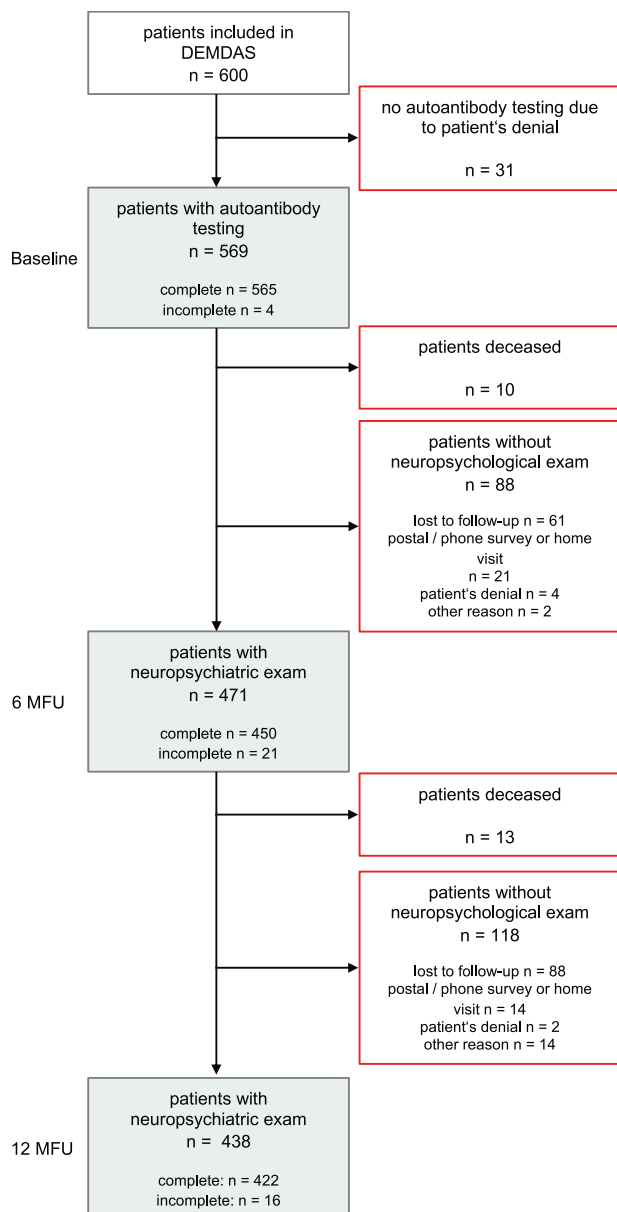 patients included in
DEMDAS
n = 600
no autoantibody testing due
to patient‘s denial
n = 31
patients with autoantibody
testing
n = 569
complete n = 565
incomplete n = 4
Baseline
patients deceased
n = 10
patients without
neuropsychological exam
n = 88
lost to follow-up n = 61
postal / phone survey or home
visit
n = 21
patient‘s denial n = 4
other reason n = 2
patients with
neuropsychiatric exam
n = 471
complete n = 450
incomplete n = 21
6 MFU
patients deceased
n = 13
patients without
neuropsychological exam
n = 118
lost to follow-up n = 88
postal / phone survey or home
visit n = 14
patient‘s denial n = 2
other reason n = 14
patients with
neuropsychiatric exam
n = 438
complete: n = 422
incomplete: n = 16
12 MFU